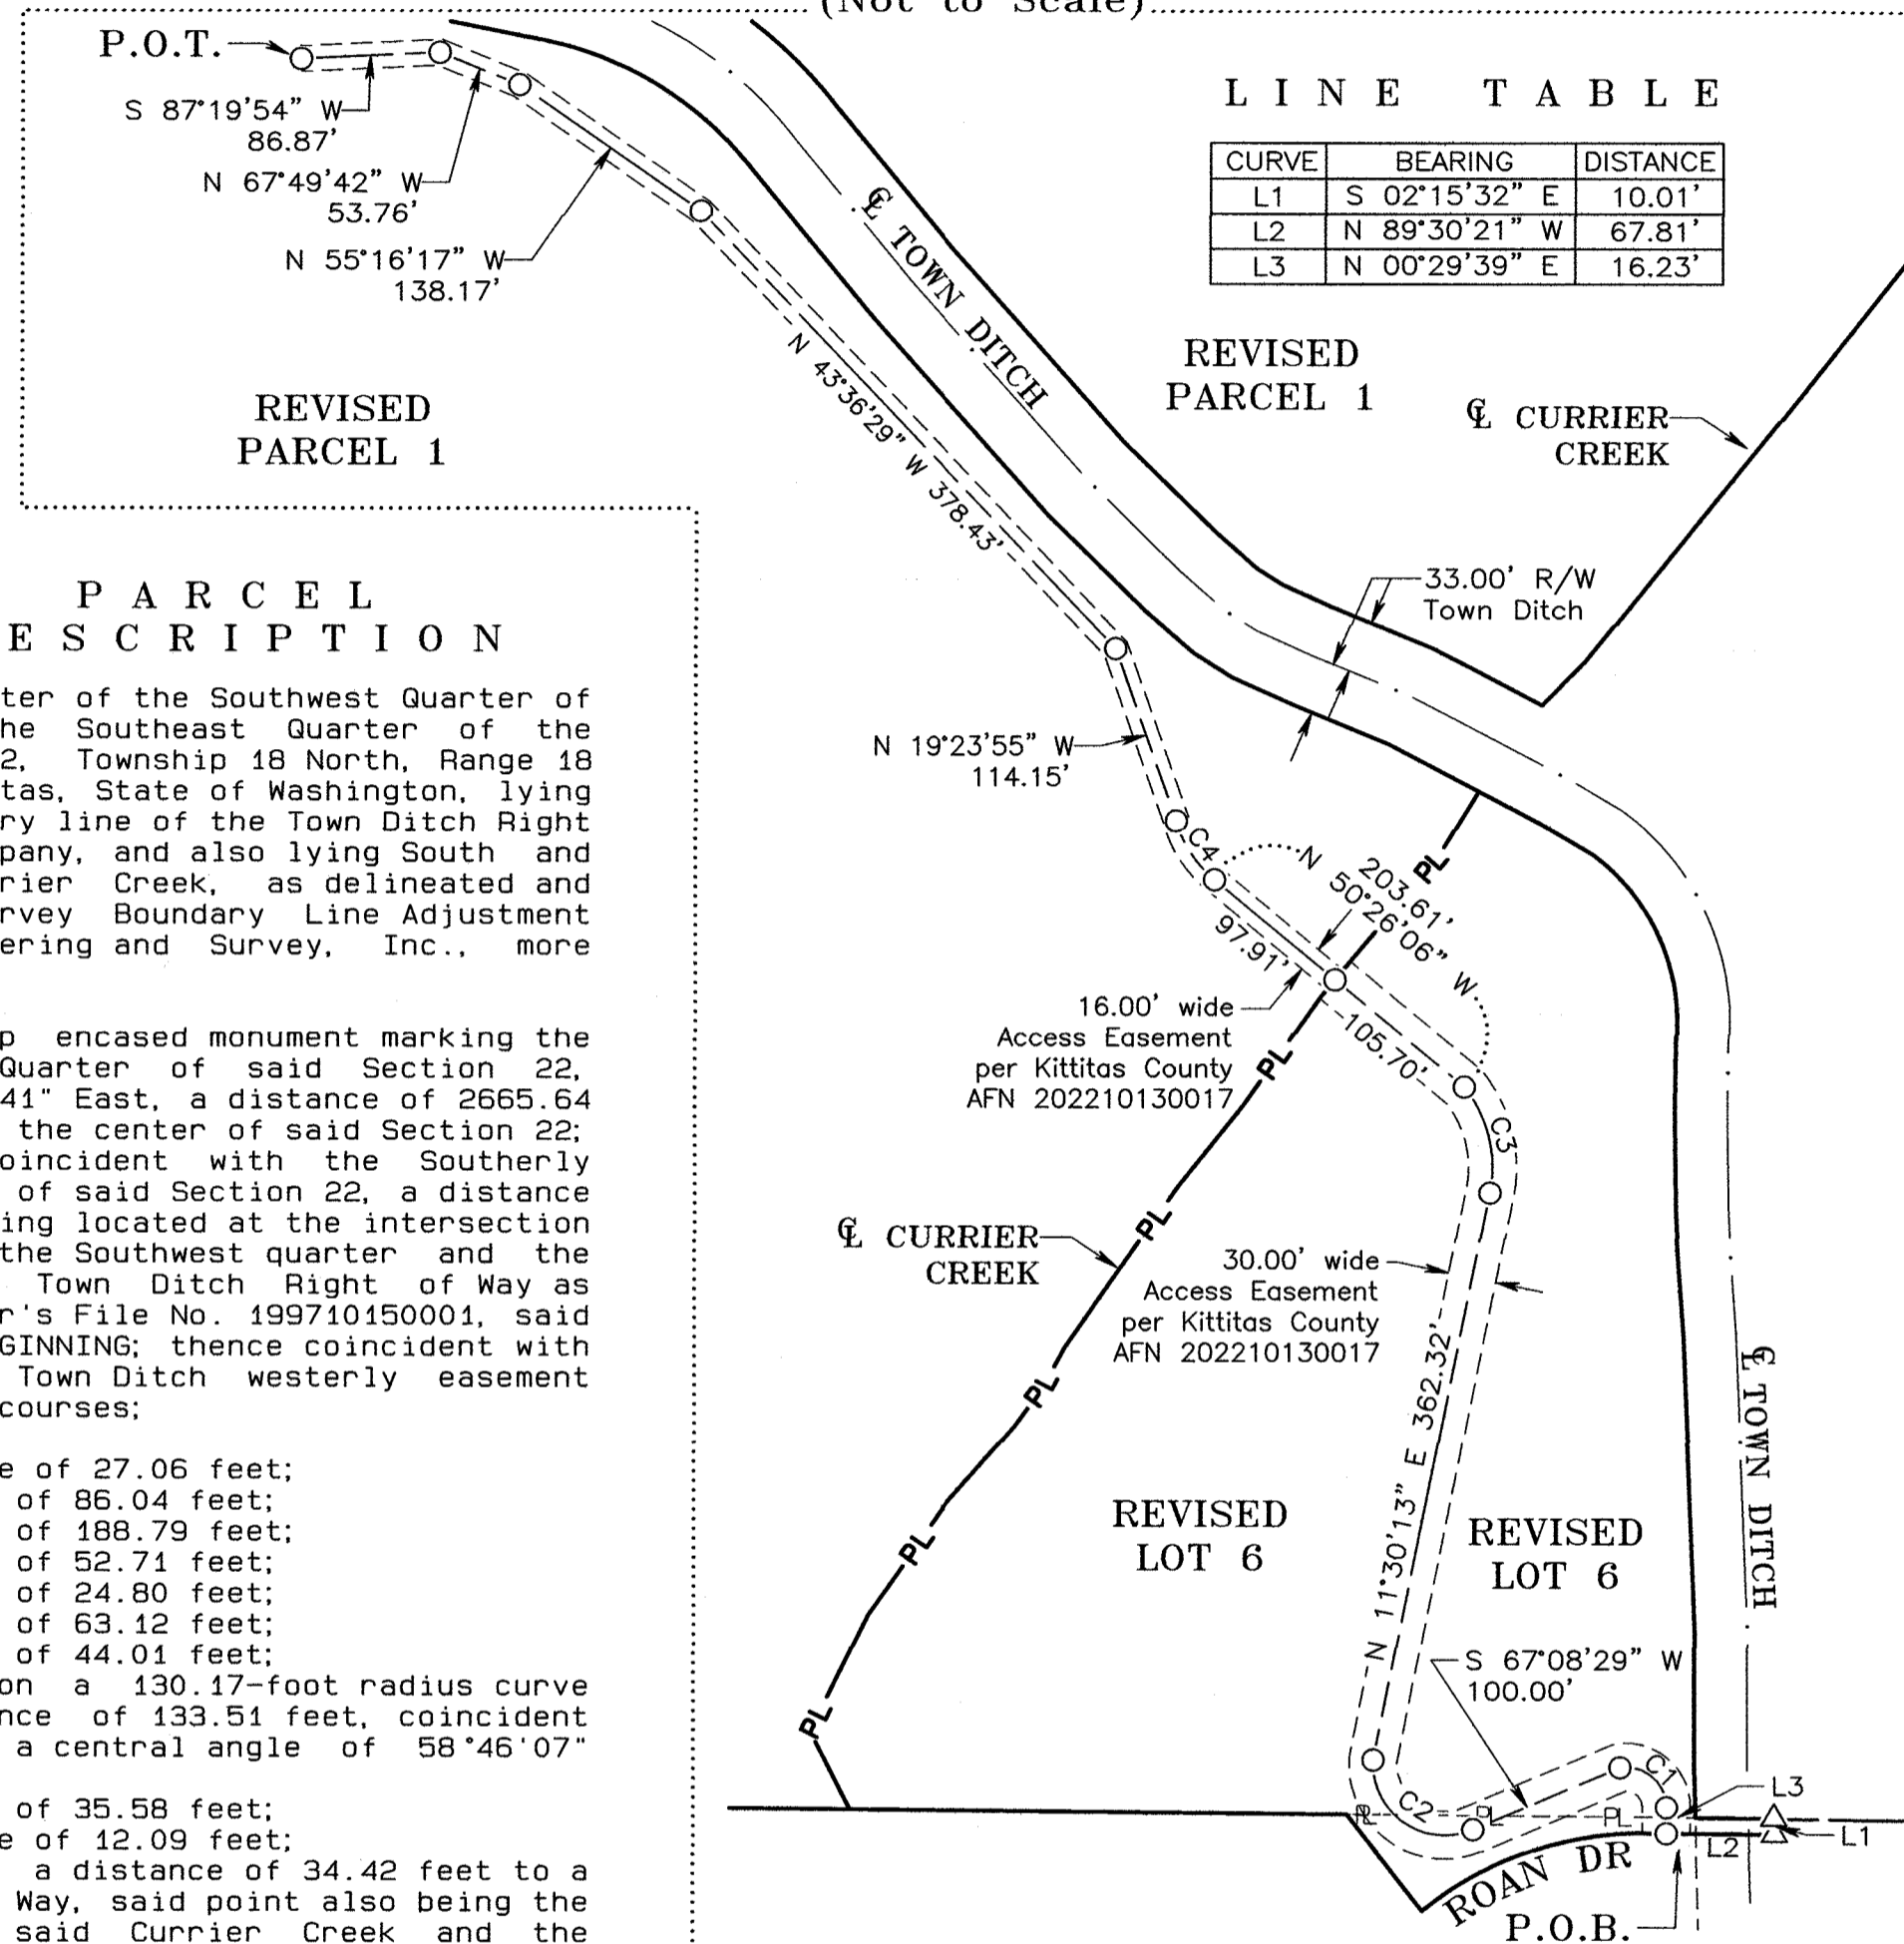 (Not to Scale)
P.O.T.
S 87°19'54" W
86.87'
N 67°49'42" W
53.76'
N 55°16'17" W
138.17'
REVISED
PARCEL 1
N 43°36'29" W 378.43'
℄ TOWN DITCH
LINE TABLE
CURVE BEARING DISTANCE
L1 S 02°15'32" E 10.01'
L2 N 89°30'21" W 67.81'
L3 N 00°29'39" E 16.23'
REVISED
PARCEL 1
℄ CURRIER
CREEK
33.00' R/W
Town Ditch
N 19°23'55" W
114.15'
C4
N 50°26'06" W
203.61'
PL
97.91'
105.70'
16.00' wide
Access Easement
per Kittitas County
AFN 202210130017
PL
C3
PL
℄ CURRIER
CREEK
30.00' wide
Access Easement
per Kittitas County
AFN 202210130017
PL
N 11°30'13" E 362.32'
℄ TOWN DITCH
REVISED
LOT 6
REVISED
LOT 6
PL
S 67°08'29" W
100.00'
PL
C1
L3
C2
PL
PL
PL
L1
L2
ROAN DR
P.O.B.
PARCEL
ESCRIPTION
ter of the Southwest Quarter of
he Southeast Quarter of the
2, Township 18 North, Range 18
tas, State of Washington, lying
ry line of the Town Ditch Right
pany, and also lying South and
rier Creek, as delineated and
rvey Boundary Line Adjustment
ering and Survey, Inc., more
p encased monument marking the
Quarter of said Section 22,
41" East, a distance of 2665.64
the center of said Section 22;
oincident with the Southerly
of said Section 22, a distance
ing located at the intersection
the Southwest quarter and the
Town Ditch Right of Way as
r's File No. 199710150001, said
GINNING; thence coincident with
Town Ditch westerly easement
courses;
e of 27.06 feet;
of 86.04 feet;
of 188.79 feet;
of 52.71 feet;
of 24.80 feet;
of 63.12 feet;
of 44.01 feet;
on a 130.17-foot radius curve
nce of 133.51 feet, coincident
a central angle of 58°46'07"
of 35.58 feet;
e of 12.09 feet;
a distance of 34.42 feet to a
Way, said point also being the
said Currier Creek and the